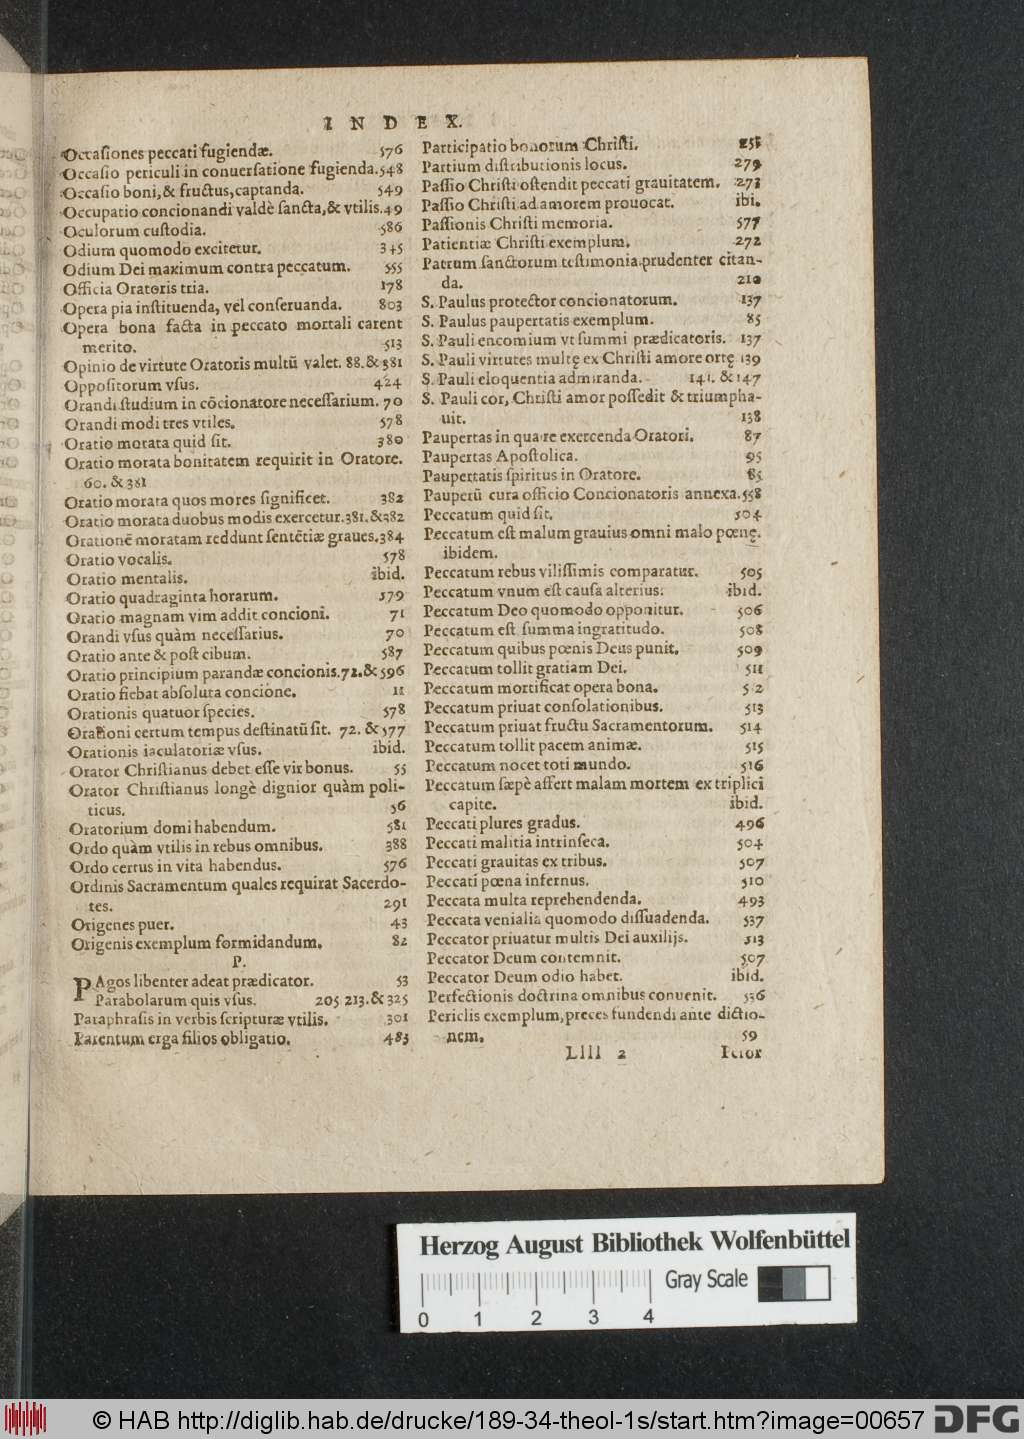 INDEX.
Occasiones peccati fugiendæ. 576
Occasio periculi in conuersatione fugienda. 548
Occasio boni, & fructus, captanda. 549
Occupatio concionandi valdè sancta, & vtilis. 49
Oculorum custodia. 586
Odium quomodo excitetur. 345
Odium Dei maximum contra peccatum. 555
Officia Oratoris tria. 178
Opera pia instituenda, vel conseruanda. 803
Opera bona facta in peccato mortali carent
merito. 513
Opinio de virtute Oratoris multũ valet. 88. & 381
Oppositorum vsus. 424
Orandi studium in cõcionatore necessarium. 70
Orandi modi tres vtiles. 578
Oratio morata quid sit. 380
Oratio morata bonitatem requirit in Oratore.
60. & 381
Oratio morata quos mores significet. 382
Oratio morata duobus modis exercetur. 381. & 382
Orationẽ moratam reddunt sentẽtiæ graues. 384
Oratio vocalis. 578
Oratio mentalis. ibid.
Oratio quadraginta horarum. 579
Oratio magnam vim addit concioni. 71
Orandi vsus quàm necessarius. 70
Oratio ante & post cibum. 587
Oratio principium parandæ concionis. 72. & 596
Oratio fiebat absoluta concione. 11
Orationis quatuor species. 578
Orationi certum tempus destinatũ sit. 72. & 577
Orationis iaculatoriæ vsus. ibid.
Orator Christianus debet esse vir bonus. 55
Orator Christianus longè dignior quàm poli-
ticus. 56
Oratorium domi habendum. 581
Ordo quàm vtilis in rebus omnibus. 388
Ordo certus in vita habendus. 576
Ordinis Sacramentum quales requirat Sacerdo-
tes. 291
Origenes puer. 43
Origenis exemplum formidandum. 82
P.
PAgos libenter adeat prædicator. 53
Parabolarum quis vsus. 205 213. & 325
Paraphrasis in verbis scripturæ vtilis. 301
Parentum erga filios obligatio. 483
Participatio bonorum Christi.
Partium distributionis locus. 279
Passio Christi ostendit peccati grauitatem. 273
Passio Christi ad amorem prouocat. ibi.
Passionis Christi memoria. 577
Patientiæ Christi exemplum. 272
Patrum sanctorum testimonia prudenter citan-
da. 210
S. Paulus protector concionatorum. 137
S. Paulus paupertatis exemplum. 85
S. Pauli encomium vt summi prædicatoris. 137
S. Pauli virtutes multę ex Christi amore ortę 139
S. Pauli eloquentia admiranda. 141. & 147
S. Pauli cor, Christi amor possedit & triumpha-
uit. 138
Paupertas in qua re exercenda Oratori. 87
Paupertas Apostolica. 95
Paupertatis spiritus in Oratore. 85
Pauperũ cura officio Concionatoris annexa. 558
Peccatum quid sit. 504
Peccatum est malum grauius omni malo pœnę.
ibidem.
Peccatum rebus vilissimis comparatur. 505
Peccatum vnum est causa alterius. ibid.
Peccatum Deo quomodo opponitur. 506
Peccatum est summa ingratitudo. 508
Peccatum quibus pœnis Deus punit. 509
Peccatum tollit gratiam Dei. 511
Peccatum mortificat opera bona. 5 2
Peccatum priuat consolationibus. 513
Peccatum priuat fructu Sacramentorum. 514
Peccatum tollit pacem animæ. 515
Peccatum nocet toti mundo. 516
Peccatum sæpè affert malam mortem ex triplici
capite. ibid.
Peccati plures gradus. 496
Peccati malitia intrinseca. 504
Peccati grauitas ex tribus. 507
Peccati pœna infernus. 510
Peccata multa reprehendenda. 493
Peccata venialia quomodo dissuadenda. 537
Peccator priuatur multis Dei auxilijs. 513
Peccator Deum contemnit. 507
Peccator Deum odio habet. ibid.
Perfectionis doctrina omnibus conuenit. 536
Periclis exemplum, preces fundendi ante dictio-
nem. 59
Llll 2 Petor
Herzog August Bibliothek Wolfenbüttel
Gray Scale
0 1 2 3 4
© HAB http://diglib.hab.de/drucke/189-34-theol-1s/start.htm?image=00657
DFG